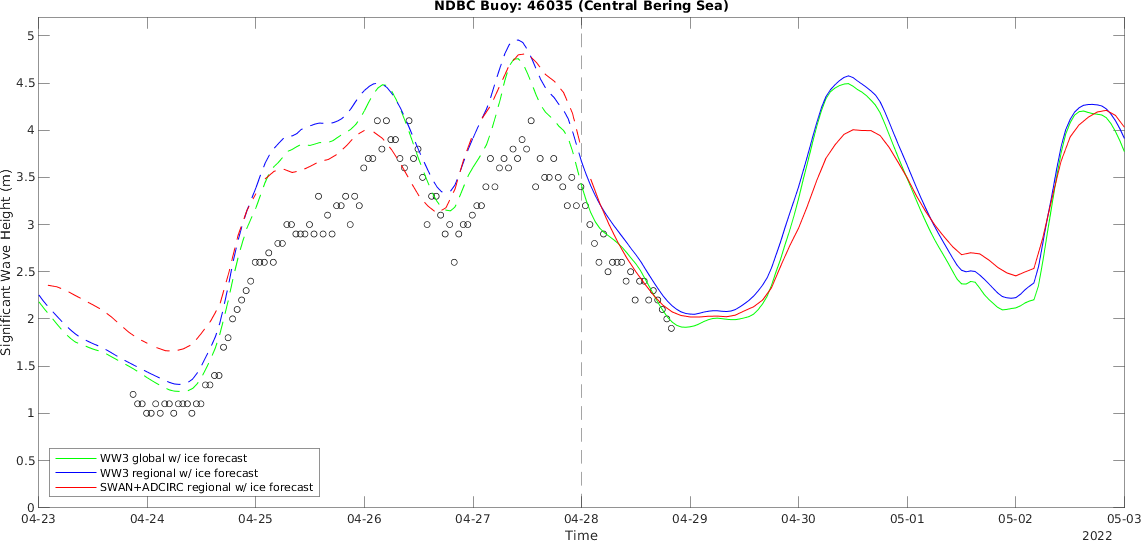 NDBC Buoy: 46035 (Central Bering Sea)
5
4.5
4
3.5
3
2.5
2
1.5
1
0.5
0
Significant Wave Height (m)
WW3 global w/ ice forecast
WW3 regional w/ ice forecast
SWAN+ADCIRC regional w/ ice forecast
04-23 04-24 04-25 04-26 04-27 04-28 04-29 04-30 05-01 05-02 05-03
Time 2022